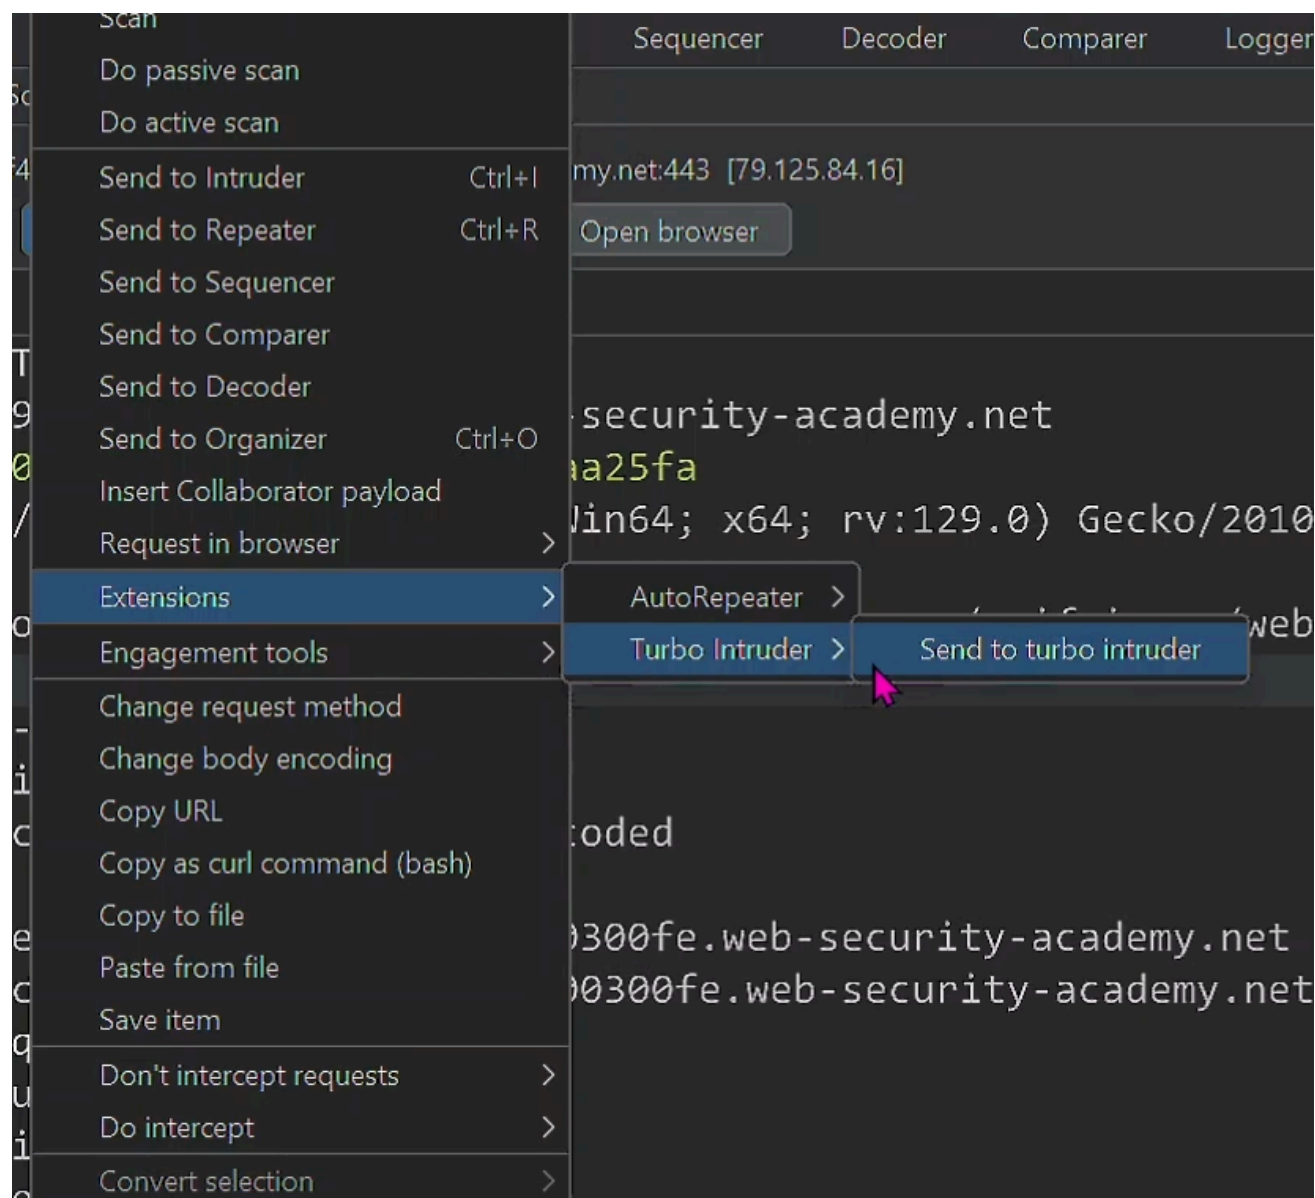 Scan
Sequencer Decoder Comparer Logger
Do passive scan
Do active scan
Send to Intruder Ctrl+I
my.net:443 [79.125.84.16]
Send to Repeater Ctrl+R
Open browser
Send to Sequencer
Send to Comparer
Send to Decoder
-security-academy.net
Send to Organizer Ctrl+O
aa25fa
Insert Collaborator payload
Win64; x64; rv:129.0) Gecko/2010
Request in browser
Extensions
AutoRepeater
web
Engagement tools
Turbo Intruder
Send to turbo intruder
Change request method
Change body encoding
Copy URL
coded
Copy as curl command (bash)
Copy to file
0300fe.web-security-academy.net
Paste from file
00300fe.web-security-academy.net
Save item
Don't intercept requests
Do intercept
Convert selection